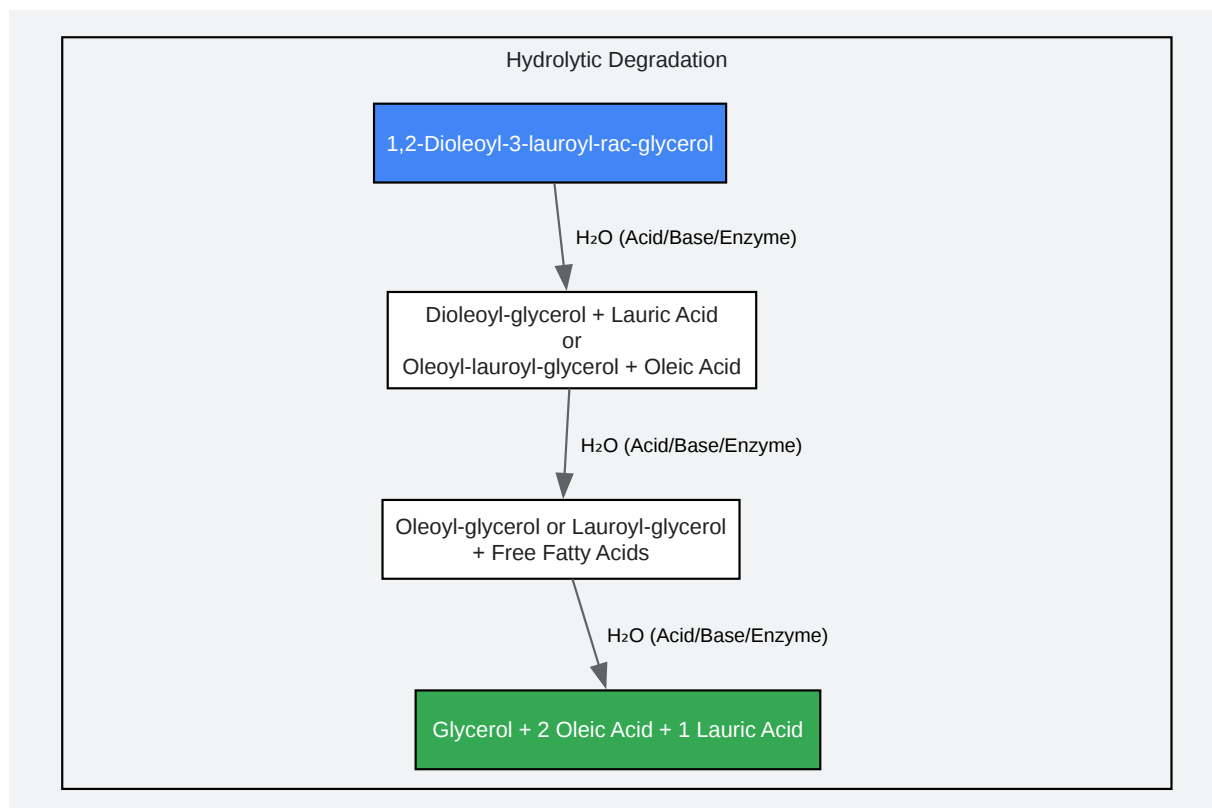 Hydrolytic Degradation
1,2-Dioleoyl-3-lauroyl-rac-glycerol
H₂O (Acid/Base/Enzyme)
Dioleoyl-glycerol + Lauric Acid
or
Oleoyl-lauroyl-glycerol + Oleic Acid
H₂O (Acid/Base/Enzyme)
Oleoyl-glycerol or Lauroyl-glycerol
+ Free Fatty Acids
H₂O (Acid/Base/Enzyme)
Glycerol + 2 Oleic Acid + 1 Lauric Acid